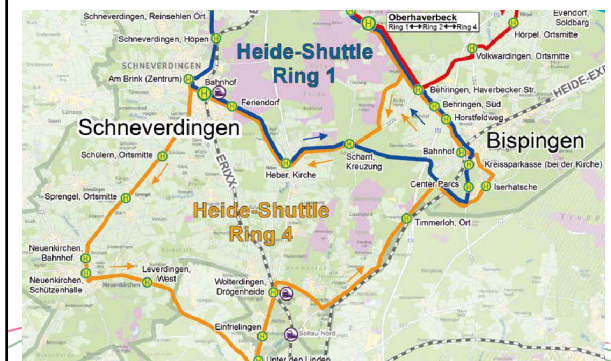 Schneverdingen, Reinsehlen Ort
Schneverdingen, Höpen
SCHNEVERDINGEN
Am Brink (Zentrum)
Bahnhof
Feriendorf
Schneverdingen
Heide-Shuttle
Ring 1
Oberhaverbeck
Ring 1 Ring 2 Ring 4
Evendorf,
Soldbarg
Hörpel, Ortsmitte
Volkwardingen, Ortsmitte
Behringen, Haverbecker Str.
Behringen, Süd
Horstfeldweg
HEIDE-EX
Bispingen
Bahnhof
Kreissparkasse (bei der Kirche)
Center Parcs
Iserhatsche
Scharrl,
Kreuzung
Heber, Kirche
ERIXX
Schülern, Ortsmitte
Sprengel, Ortsmitte
Heide-Shuttle
Ring 4
Timmerloh, Ort
Neuenkirchen,
Bahnhof
Neuenkirchen,
Schützenhalle
Leverdingen,
West
Wolterdingen,
Drögenheide
Einfrielingen
Soltau Nord
Unter den Linden